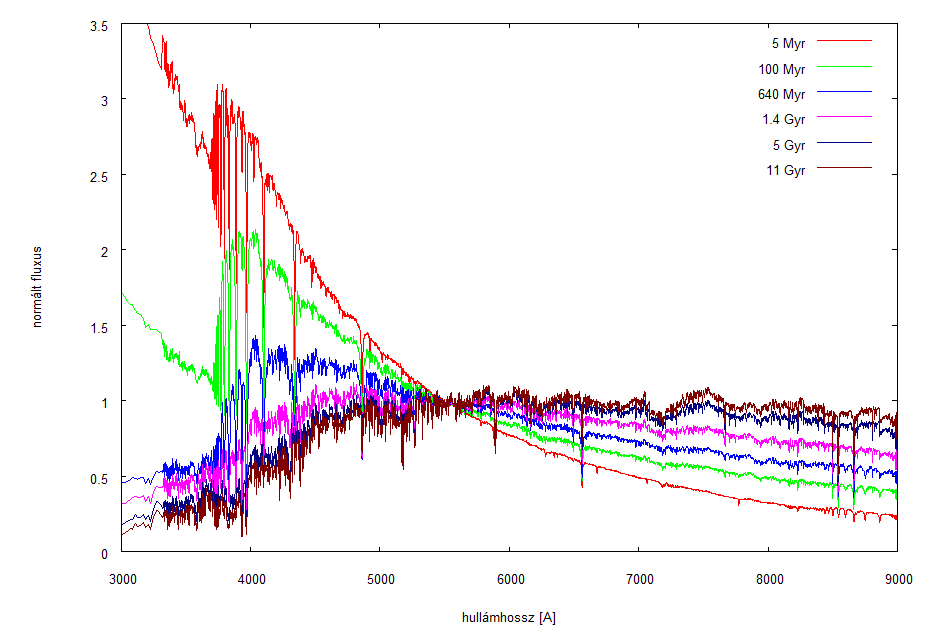 3.5
3
2.5
2
1.5
1
0.5
0
3000 4000 5000 6000 7000 8000 9000
normált fluxus
hullámhossz [A]
5 Myr
100 Myr
640 Myr
1.4 Gyr
5 Gyr
11 Gyr